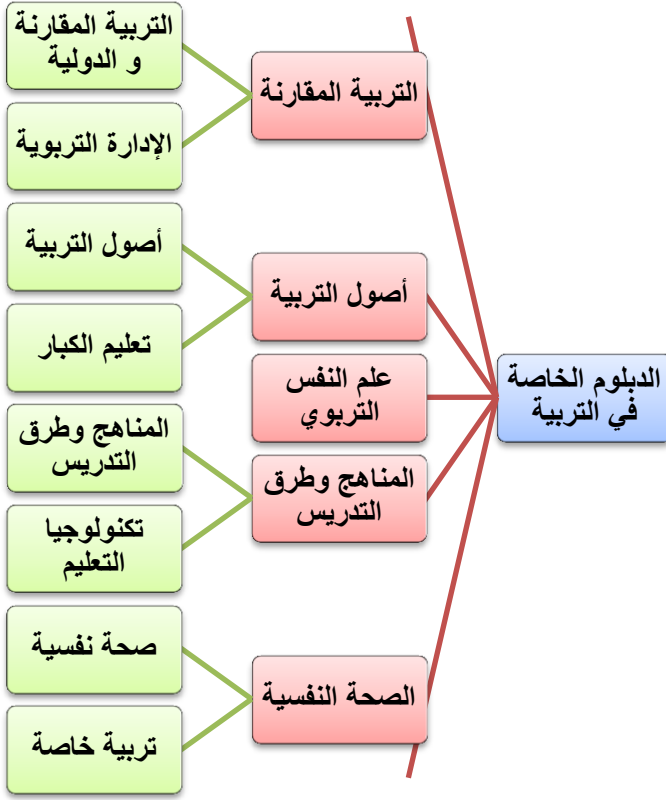 الدبلوم الخاصة
في التربية
التربية المقارنة
التربية المقارنة
و الدولية
الإدارة التربوية
أصول التربية
أصول التربية
تعليم الكبار
علم النفس
التربوي
المناهج وطرق
التدريس
المناهج وطرق
التدريس
تكنولوجيا
التعليم
الصحة النفسية
صحة نفسية
تربية خاصة